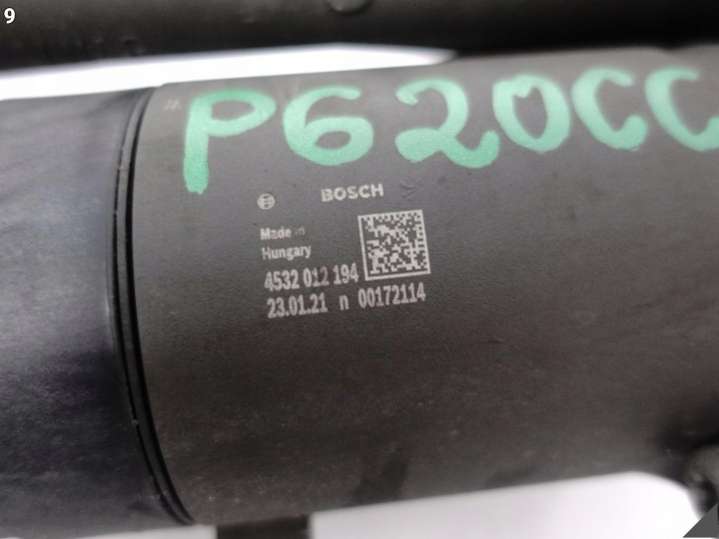 9
P620CC
BOSCH
Made in
Hungary
4532 012 194
23.01.21 n 00172114